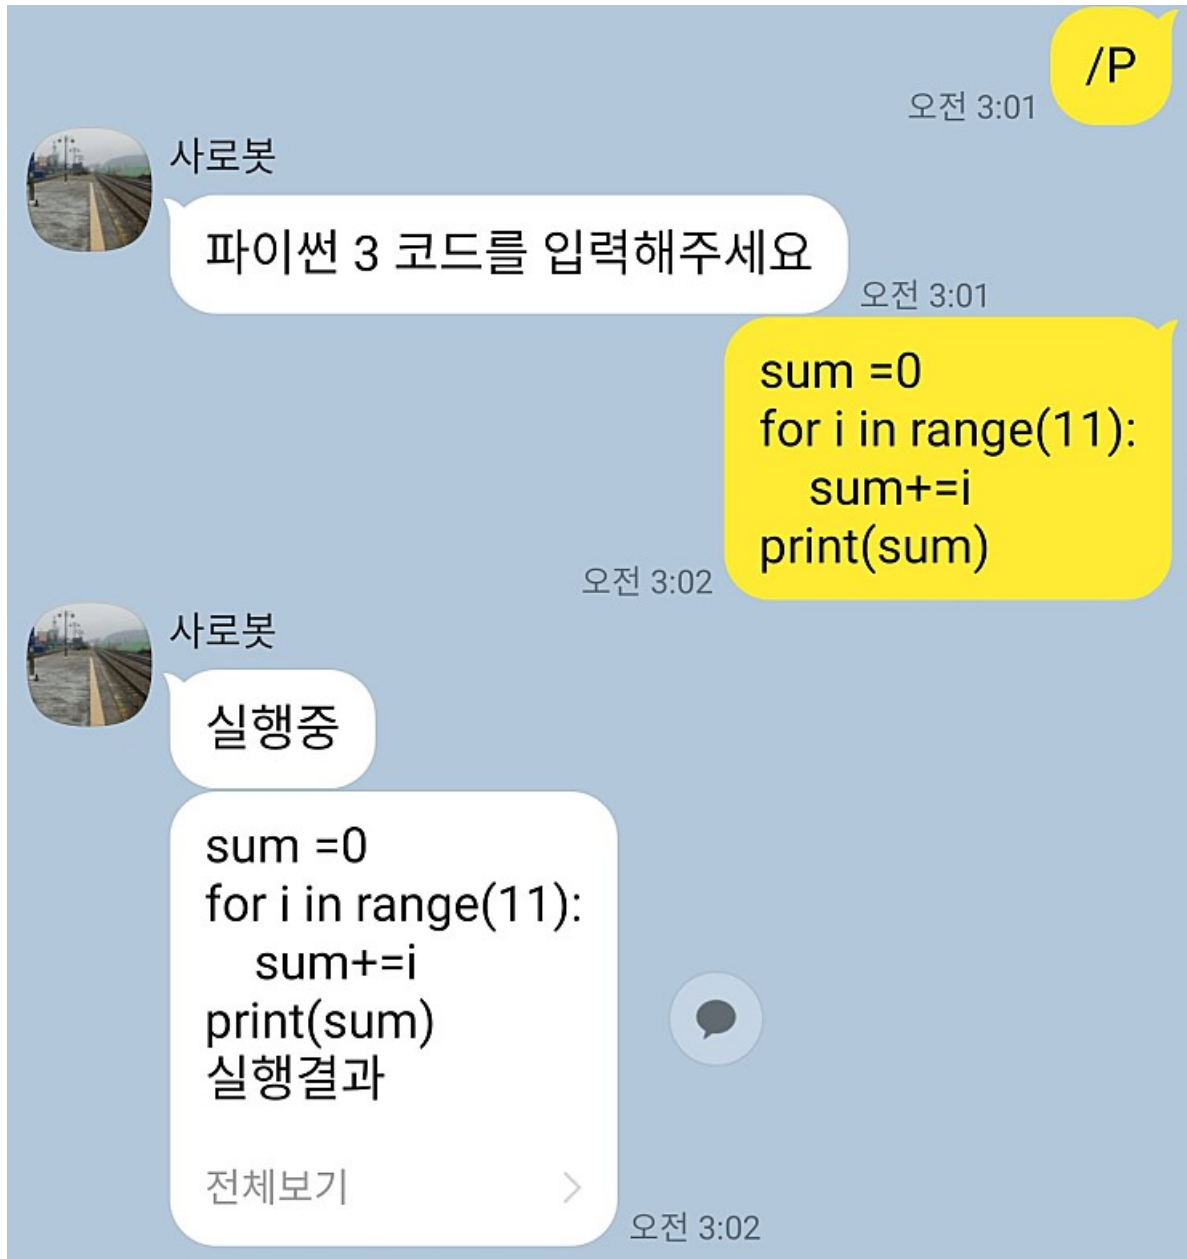 /P
오전 3:01
사로봇
파이썬 3 코드를 입력해주세요
오전 3:01
sum =0
for i in range(11):
    sum+=i
print(sum)
오전 3:02
사로봇
실행중
sum =0
for i in range(11):
    sum+=i
print(sum)
실행결과
전체보기
오전 3:02